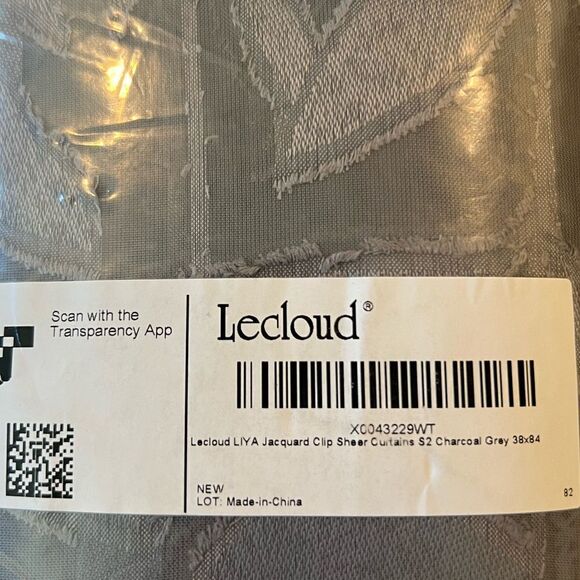 Scan with the
Transparency App
Lecloud®
X0043229WT
Lecloud LIYA Jacquard Clip Sheer Curtains S2 Charcoal Grey 38x84
NEW
LOT: Made-in-China
82